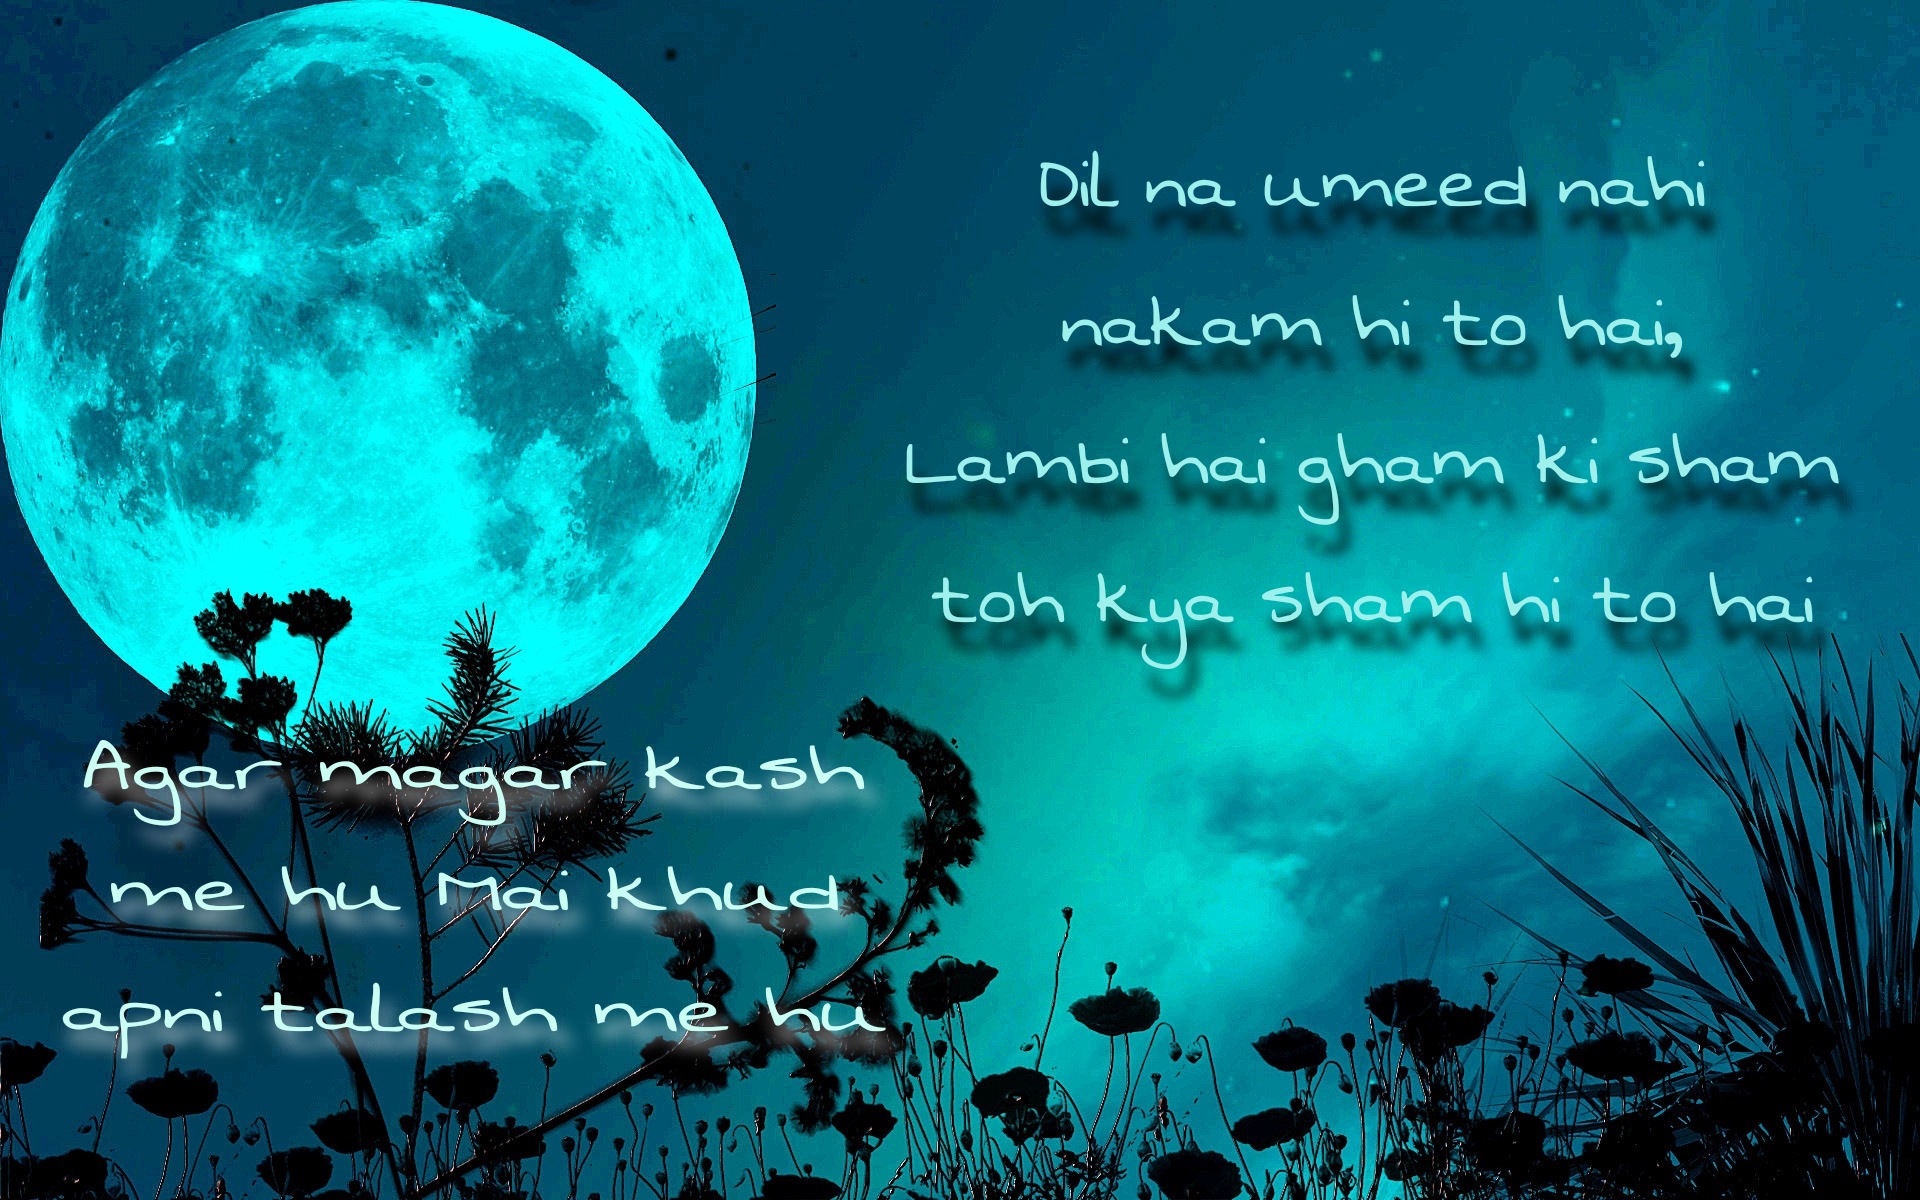 Dil na umeed nahi
nakam hi to hai,
Lambi hai gham ki sham
toh kya sham hi to hai
Agar magar kash
me hu Mai khud
apni talash me hu